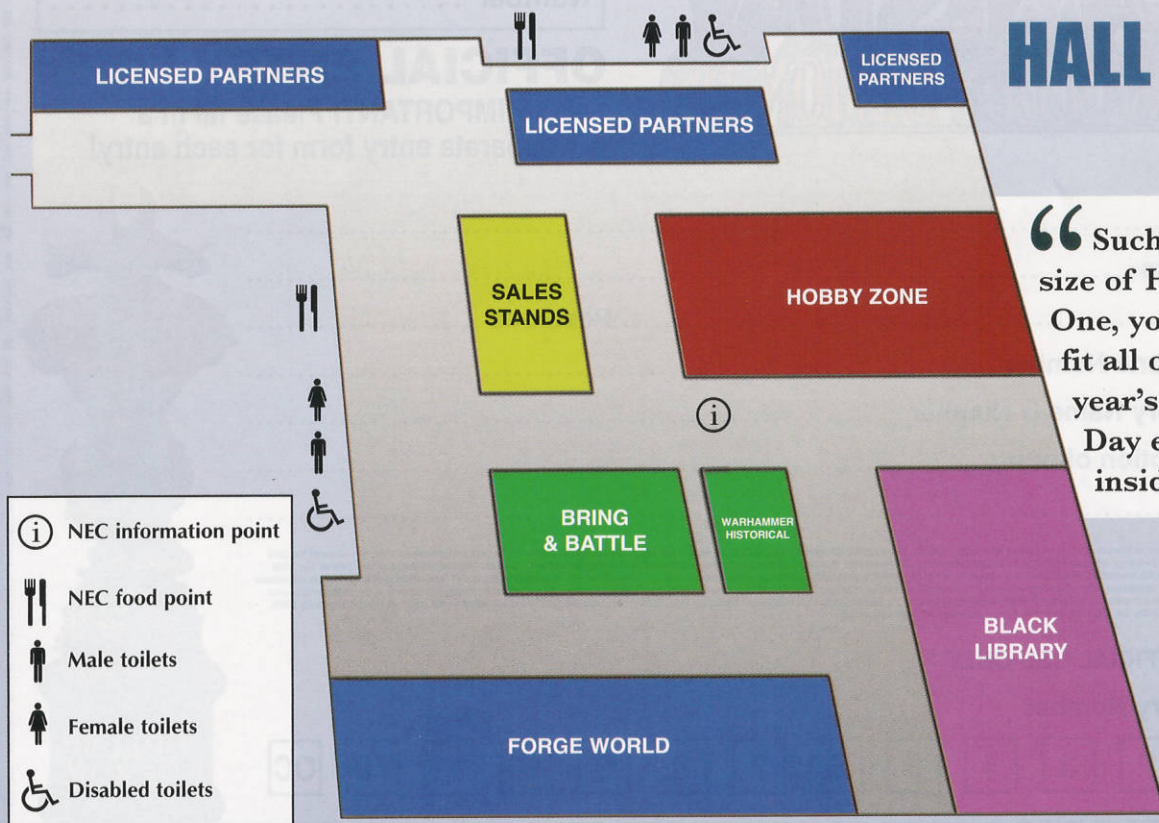 HALL
LICENSED PARTNERS
LICENSED PARTNERS
LICENSED
PARTNERS
SALES
STANDS
HOBBY ZONE
“ Such
size of H
One, yo
fit all o
year's
Day e
insid
i
BRING
& BATTLE
WARHAMMER
HISTORICAL
BLACK
LIBRARY
FORGE WORLD
i NEC information point
NEC food point
Male toilets
Female toilets
Disabled toilets